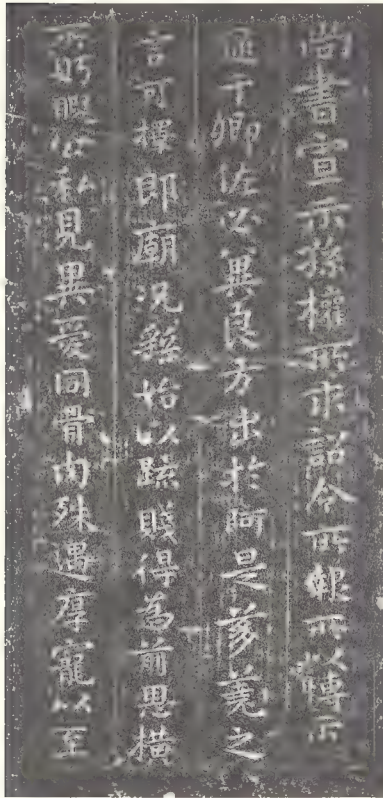 尚書宣示孫權所求詔令所報所以博示
逮于卿佐必冀良方出於阿是芻蕘之
言可擇郎廟況繇始以疏賤得為前恩橫
所眄睨公私見異愛同骨肉殊遇厚寵以至